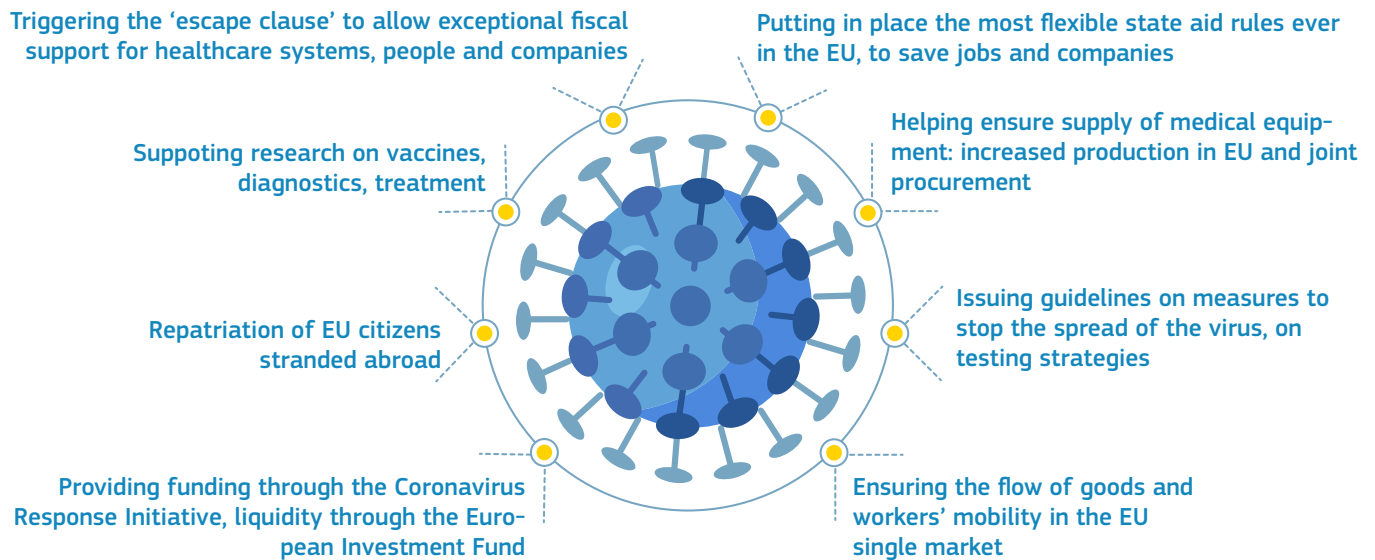 Triggering the ‘escape clause’ to allow exceptional fiscal
support for healthcare systems, people and companies
Putting in place the most flexible state aid rules ever
in the EU, to save jobs and companies
Suppoting research on vaccines,
diagnostics, treatment
Helping ensure supply of medical equip-
ment: increased production in EU and joint
procurement
Repatriation of EU citizens
stranded abroad
Issuing guidelines on measures to
stop the spread of the virus, on
testing strategies
Providing funding through the Coronavirus
Response Initiative, liquidity through the Euro-
pean Investment Fund
Ensuring the flow of goods and
workers’ mobility in the EU
single market